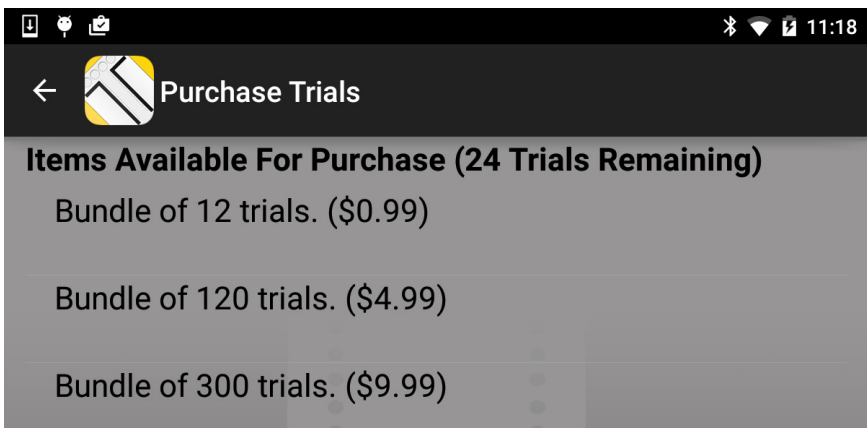 11:18
Purchase Trials
Items Available For Purchase (24 Trials Remaining)
Bundle of 12 trials. ($0.99)
Bundle of 120 trials. ($4.99)
Bundle of 300 trials. ($9.99)